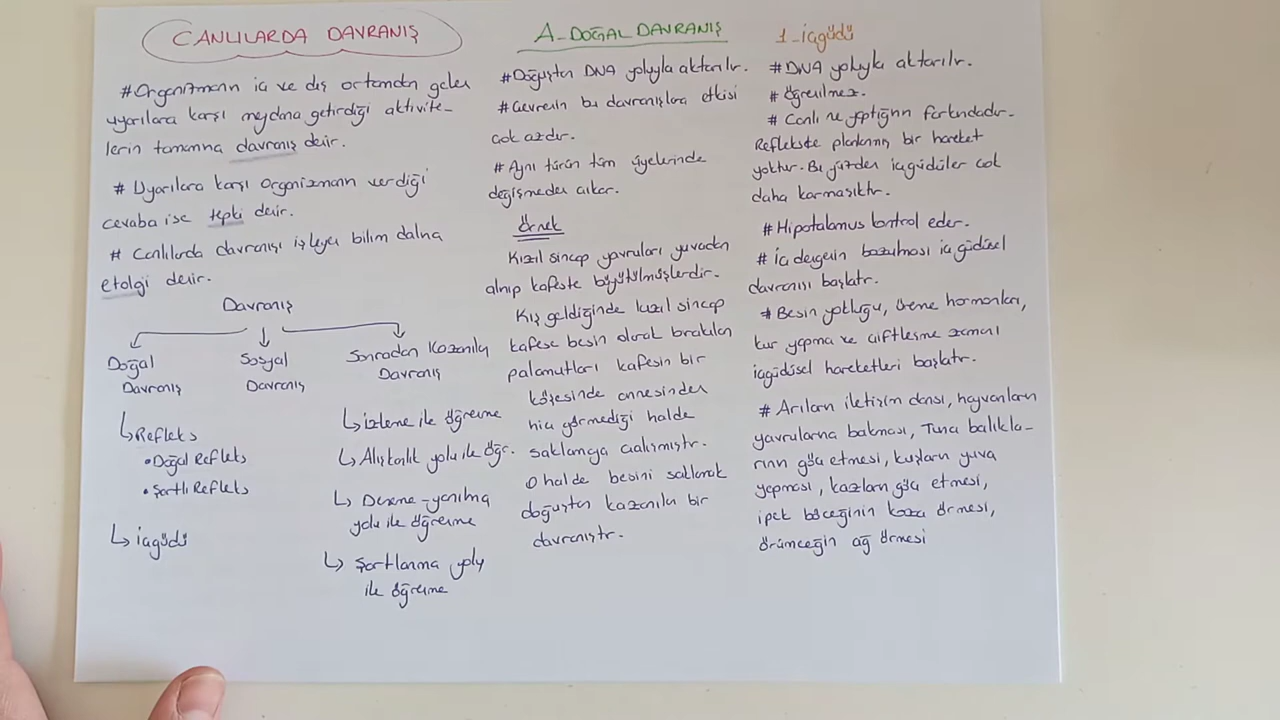 CANLILARDA DAVRANIŞ
#Organizmanın iç ve dış ortamdan gelen
uyarılara karşı meydana getirdiği aktivite-
lerin tamamına davranış denir.
# Uyarılara karşı organizmanın verdiği
cevaba ise tepki denir.
# Canlılarda davranışı işleyen bilim dalına
etoloji denir.
Davranış
Doğal Davranış
Sosyal Davranış
Sonradan Kazanılan Davranış
↳Refleks
•Doğal Refleks
•Şartlı Refleks
↳ İçgüdü
↳izleme ile öğrenme
↳ Alışkanlık yolu ile öğr.
↳ Deneme-yanılma
yolu ile öğrenme
↳ Şartlanma yolu
ile öğrenme
A-DOĞAL DAVRANIŞ
#Doğuştan DNA yoluyla aktarılır.
#Çevrenin bu davranışlara etkisi
çok azdır.
# Aynı türün tüm üyelerinde
değişmeden çıkar.
Örnek
Kızıl sincap yavruları yuvadan
alınıp kafeste büyütülmüşlerdir.
Kış geldiğinde kızıl sincap
kafese besin olarak bırakılan
palamutları kafesin bir
köşesinde annesinden
hiç görmediği halde
saklamaya çalışmıştır.
O halde besini saklamak
doğuştan kazanılan bir
davranıştır.
1-İçgüdü
#DNA yoluyla aktarılır.
# Öğrenilmez.
# Canlı ne yaptığının farkındadır.
Reflekste planlanmış bir hareket
yoktur. Bu yüzden içgüdüler çok
daha karmaşıktır.
#Hipotalamus kontrol eder.
# İç dengenin bozulması içgüdüsel
davranışı başlatır.
# Besin yokluğu, üreme hormonları,
kur yapma ve çiftleşme zamanı
içgüdüsel hareketleri başlatır.
# Arıların iletişim dansı, hayvanların
yavrularına bakması, Tuna balıkla-
rının göç etmesi, kuşların yuva
yapması, kazların göç etmesi,
ipek böceğinin koza örmesi,
örümceğin ağ örmesi